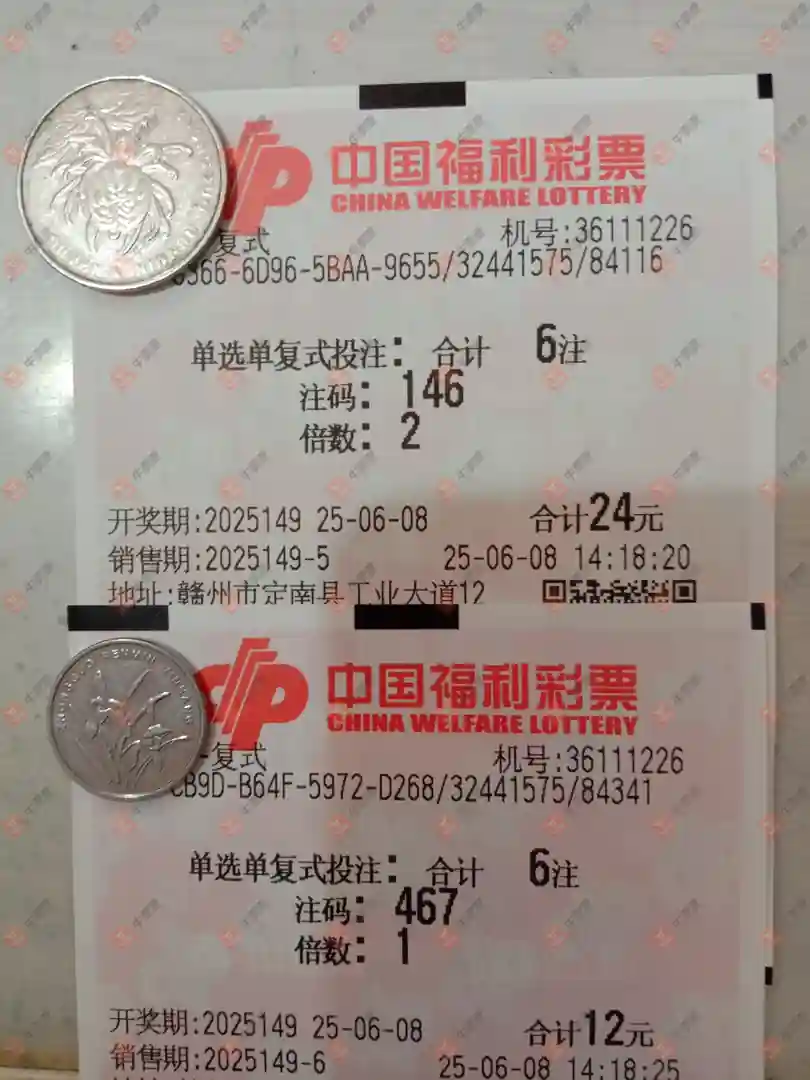 中国福利彩票
CHINA WELFARE LOTTERY
复式 机号:36111226
366-6D96-5BAA-9655/32441575/84116
单选单复式投注: 合计 6注
注码: 146
倍数: 2
开奖期:2025149 25-06-08 合计24元
销售期:2025149-5 25-06-08 14:18:20
地址:赣州市定南县工业大道12
中国福利彩票
CHINA WELFARE LOTTERY
-复式 机号:36111226
CB9D-B64F-5972-D268/32441575/84341
单选单复式投注: 合计 6注
注码: 467
倍数: 1
开奖期:2025149 25-06-08 合计12元
销售期:2025149-6 25-06-08 14:18:25